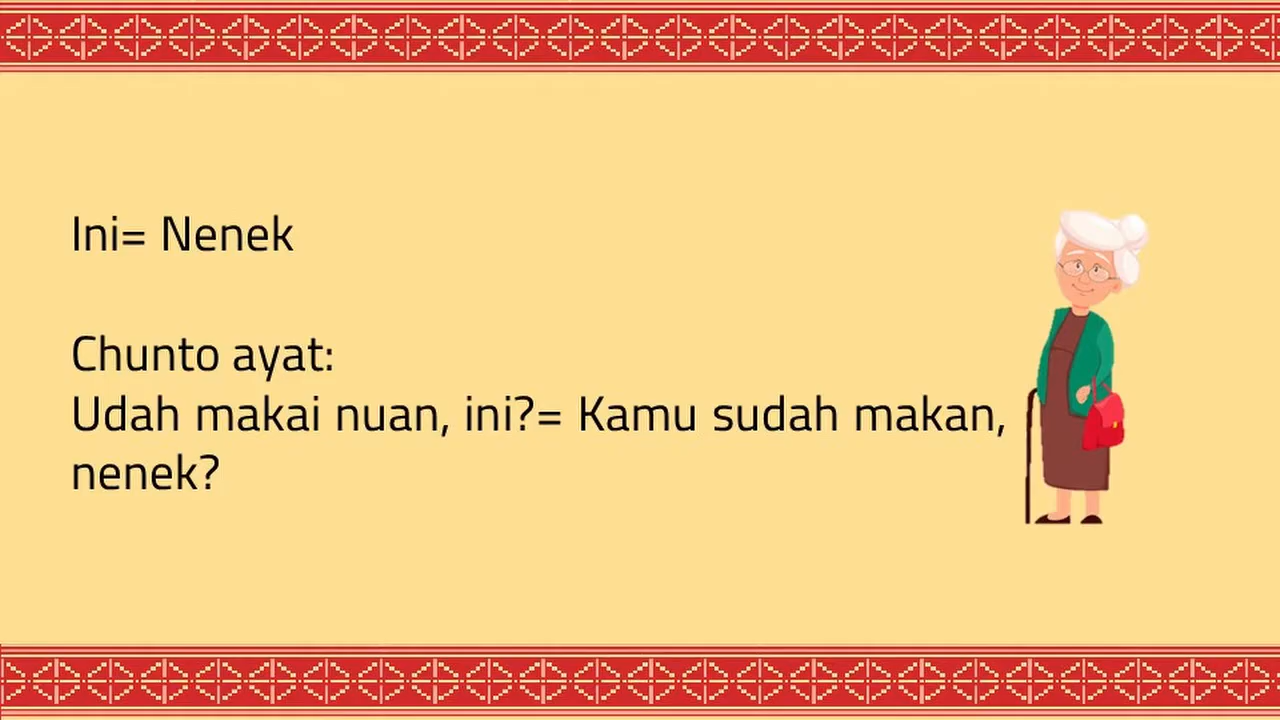 Ini= Nenek
Chunto ayat:
Udah makai nuan, ini?= Kamu sudah makan,
nenek?